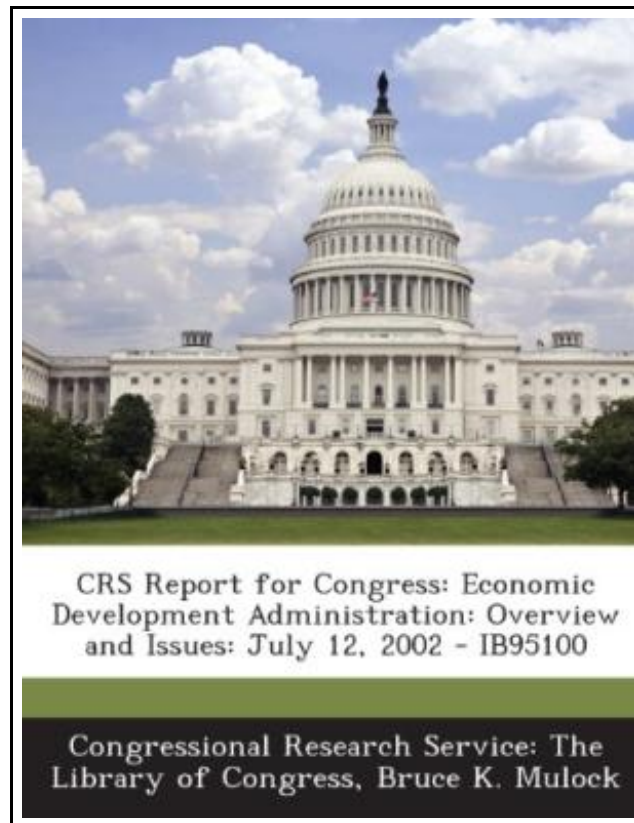 CRS Report for Congress: Economic
Development Administration: Overview
and Issues: July 12, 2002 - IB95100
Congressional Research Service: The
Library of Congress, Bruce K. Mulock